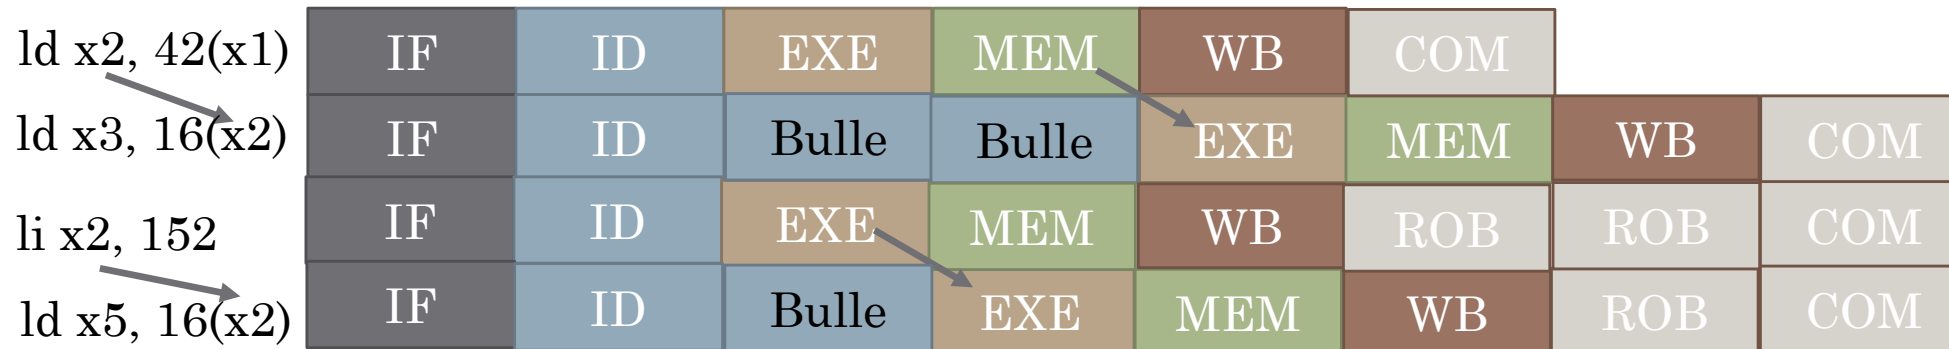 ld x2, 42(x1) IF ID EXE MEM WB COM
ld x3, 16(x2) IF ID Bulle Bulle EXE MEM WB COM
li x2, 152 IF ID EXE MEM WB ROB ROB COM
ld x5, 16(x2) IF ID Bulle EXE MEM WB ROB COM